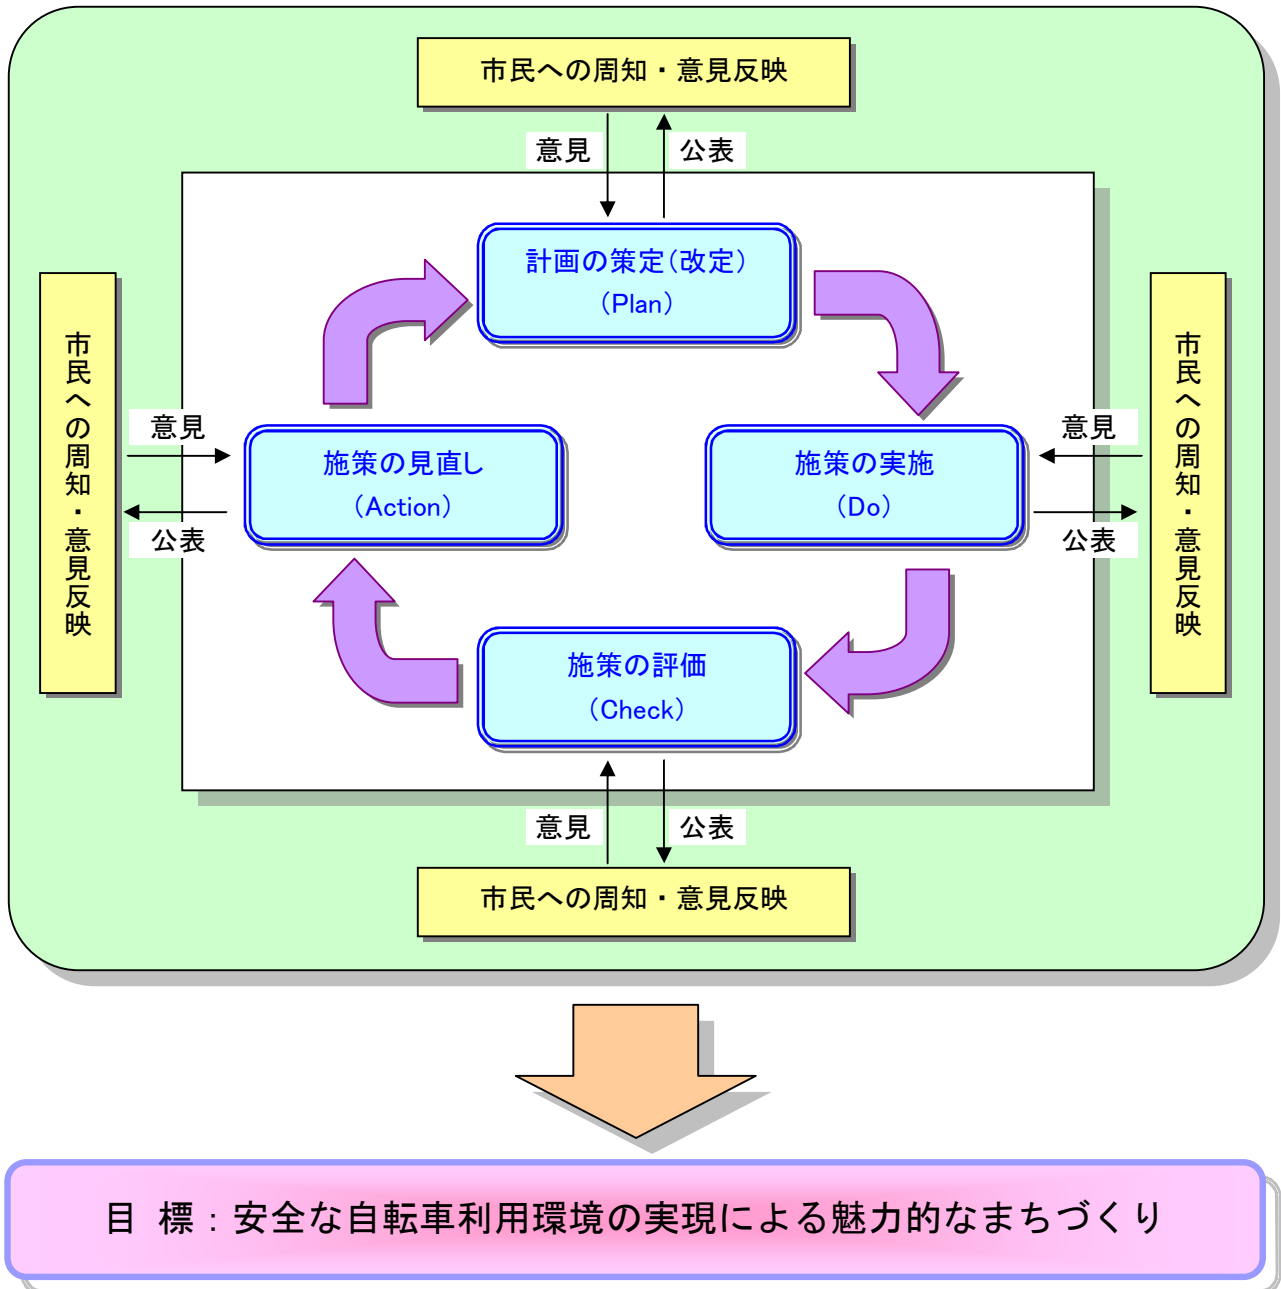 市民への周知・意見反映
意見
公表
計画の策定(改定)
(Plan)
市民への周知・意見反映
意見
公表
施策の見直し
(Action)
施策の実施
(Do)
意見
公表
市民への周知・意見反映
施策の評価
(Check)
意見
公表
市民への周知・意見反映
目 標：安全な自転車利用環境の実現による魅力的なまちづくり